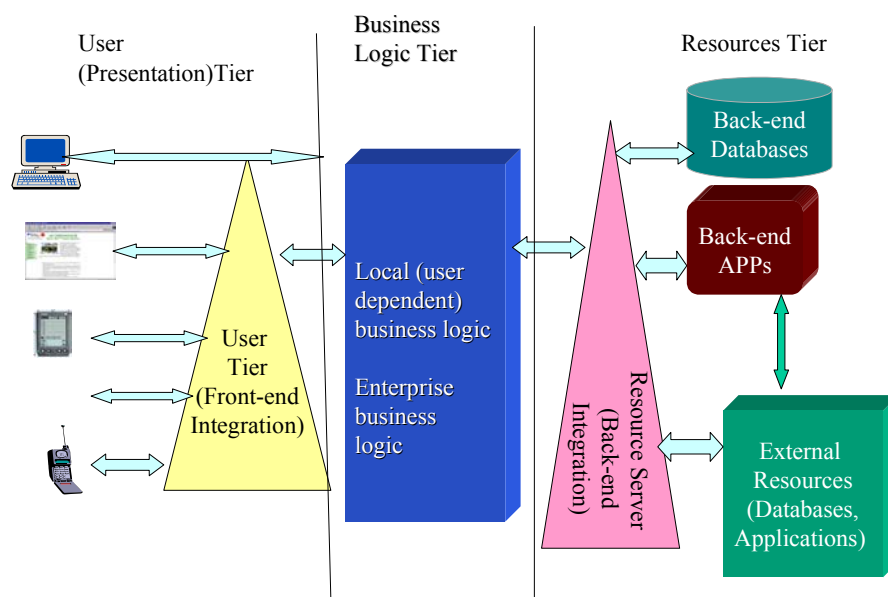 User
(Presentation)Tier
Business
Logic Tier
Resources Tier
Back-end
Databases
Back-end
APPs
Local (user
dependent)
business logic
Enterprise
business
logic
User
Tier
(Front-end
Integration)
Resource Server
(Back-end
Integration)
External
Resources
(Databases,
Applications)